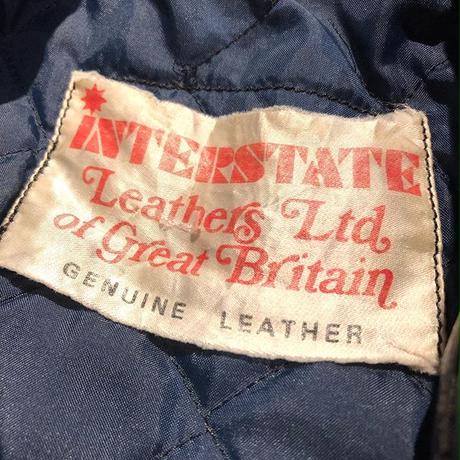 iNTERSTATE
Leathers Ltd
of Great Britain
GENUINE LEATHER